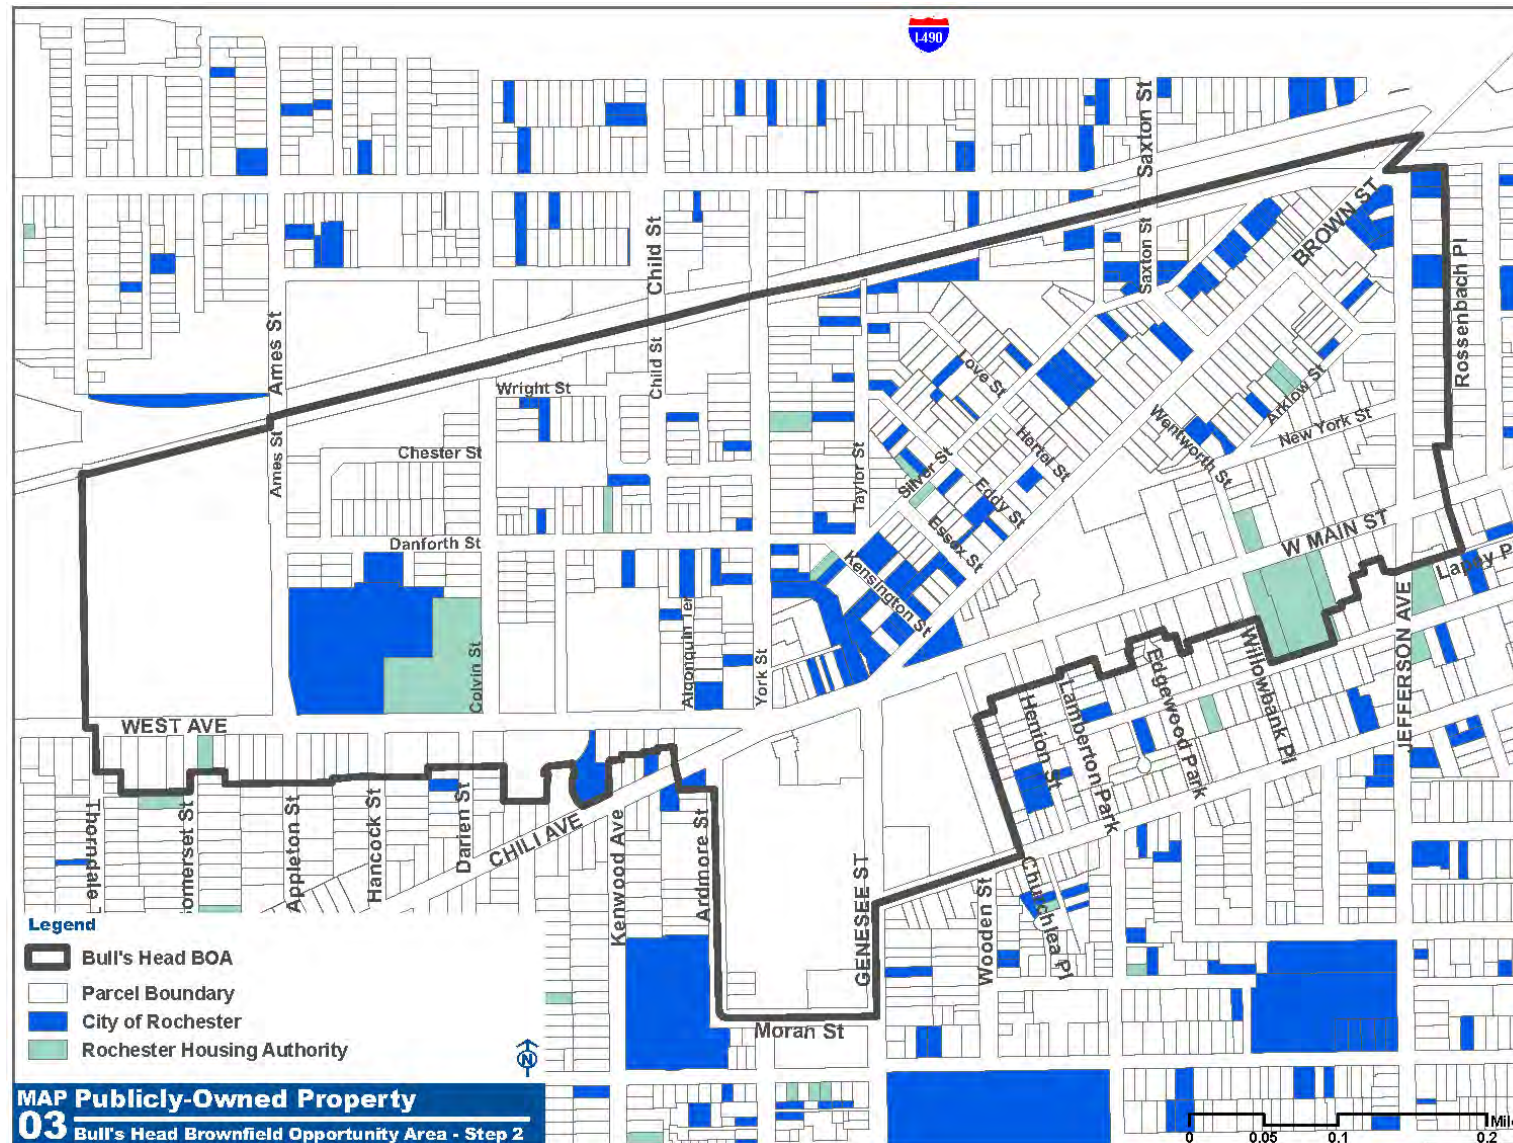 I-490
Saxton St
BROWN ST
Child St
Saxton St
Rossenbach Pl
Ames St
Child St
Love St
Wright St
Arklow St
Wentworth St
New York St
Hertel St
Chester St
Ames St
Taylor St
Silver St
Eddy St
Essex St
W MAIN ST
Danforth St
Kensington St
JEFFERSON AVE
Algonquin Ter
Colvin St
York St
Willowbank Pl
Edgewood Park
Lamberton Park
Henion St
WEST AVE
Thorndale
Appleton St
Hancock St
Darien St
CHILI AVE
Kenwood Ave
Ardmore St
GENESEE ST
Wooden St
Churchlea Pl
Moran St
Legend
Bull's Head BOA
Parcel Boundary
City of Rochester
Rochester Housing Authority
N
MAP 03
Publicly-Owned Property
Bull's Head Brownfield Opportunity Area - Step 2
0 0.05 0.1 0.2